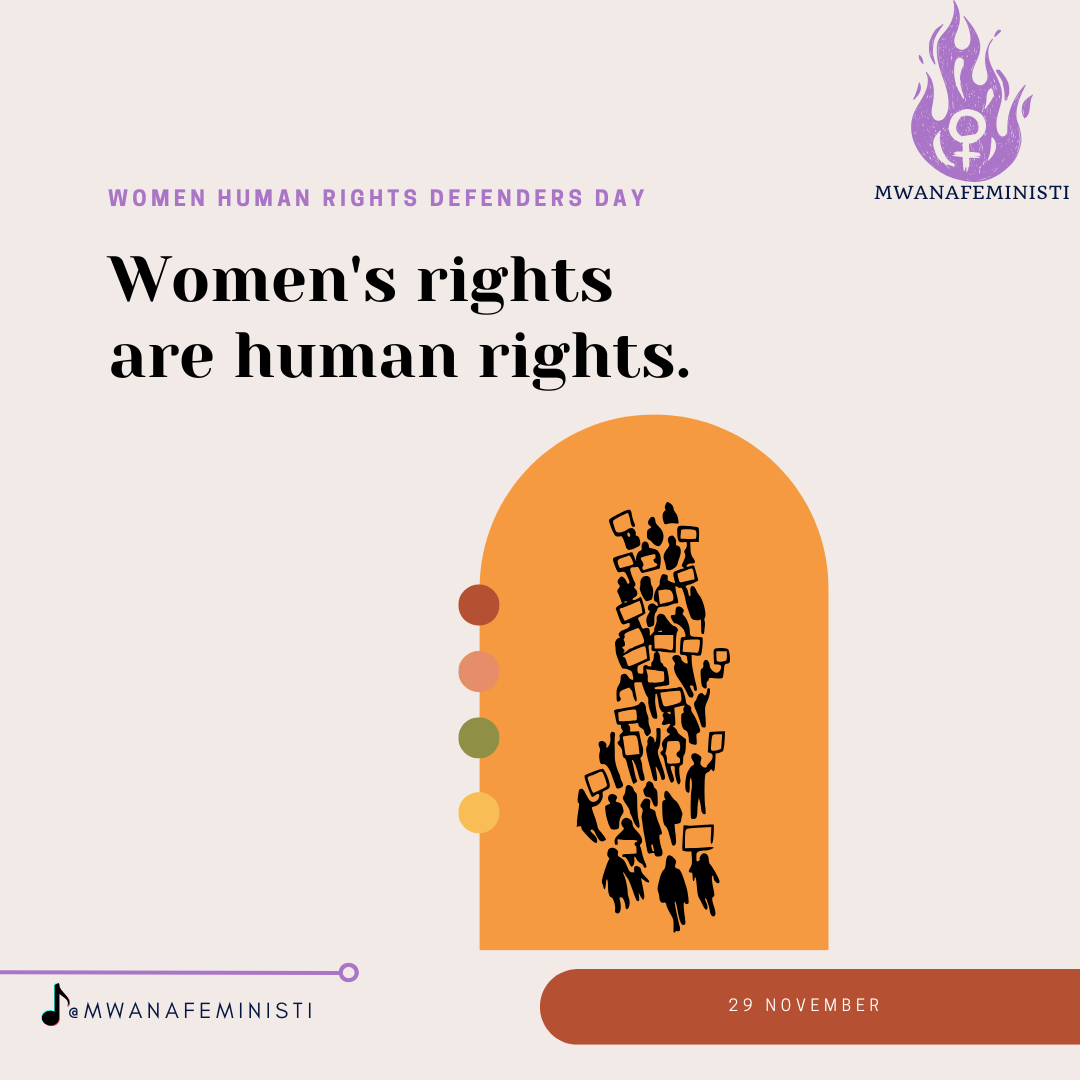 MWANAFEMINISTI
WOMEN HUMAN RIGHTS DEFENDERS DAY
Women's rights
are human rights.
@MWANAFEMINISTI
29 NOVEMBER